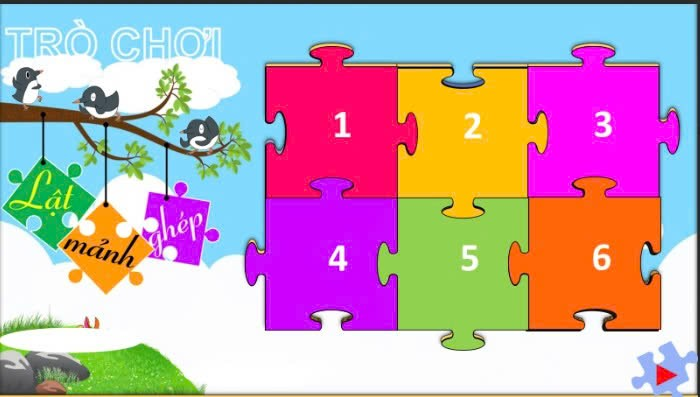 TRÒ CHƠI
Lật
mảnh
ghép
1 2 3
4 5 6